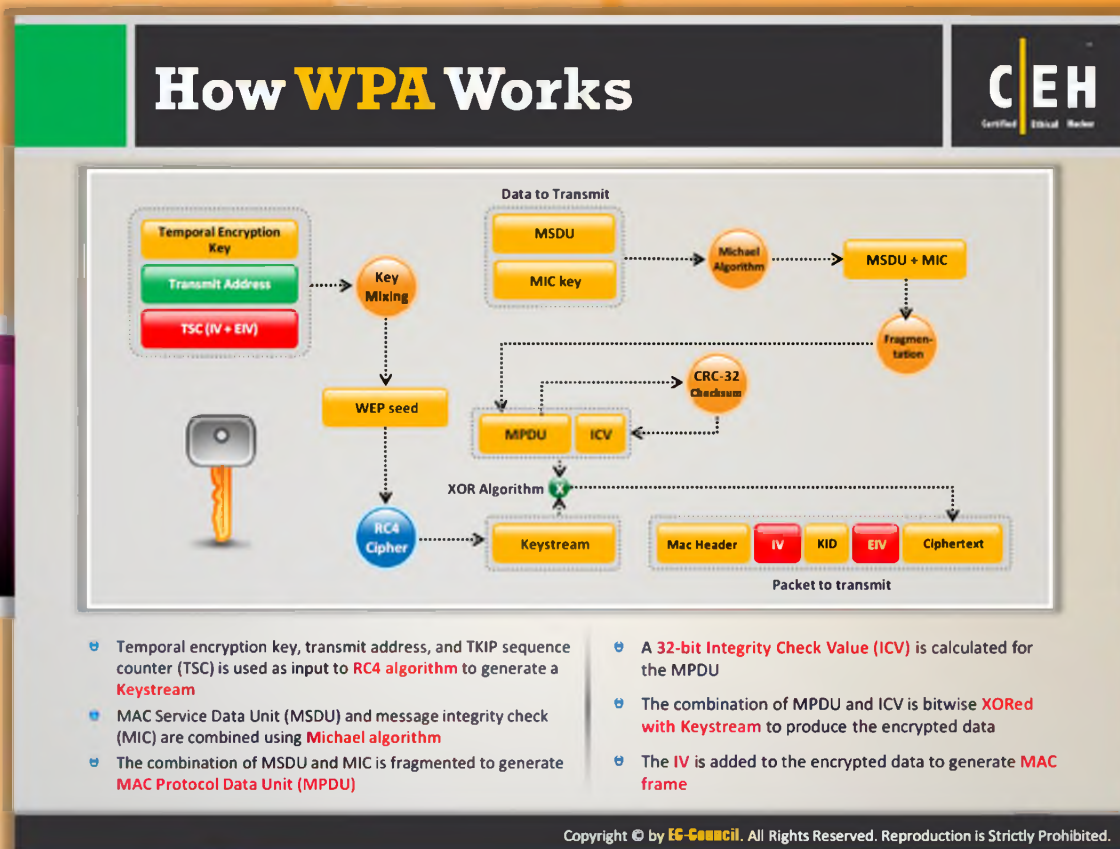 How WPA Works
CEH
Certified Ethical Hacker
Data to Transmit
Temporal Encryption
Key
Transmit Address
TSC (IV + EIV)
Key
Mixing
MSDU
MIC key
Michael
Algorithm
MSDU + MIC
Fragmen-
tation
CRC-32
Checksum
WEP seed
MPDU
ICV
XOR Algorithm
X
RC4
Cipher
Keystream
Mac Header
IV
KID
EIV
Ciphertext
Packet to transmit
Temporal encryption key, transmit address, and TKIP sequence
counter (TSC) is used as input to RC4 algorithm to generate a
Keystream
MAC Service Data Unit (MSDU) and message integrity check
(MIC) are combined using Michael algorithm
The combination of MSDU and MIC is fragmented to generate
MAC Protocol Data Unit (MPDU)
A 32-bit Integrity Check Value (ICV) is calculated for
the MPDU
The combination of MPDU and ICV is bitwise XORed
with Keystream to produce the encrypted data
The IV is added to the encrypted data to generate MAC
frame
Copyright © by EC-Council. All Rights Reserved. Reproduction is Strictly Prohibited.